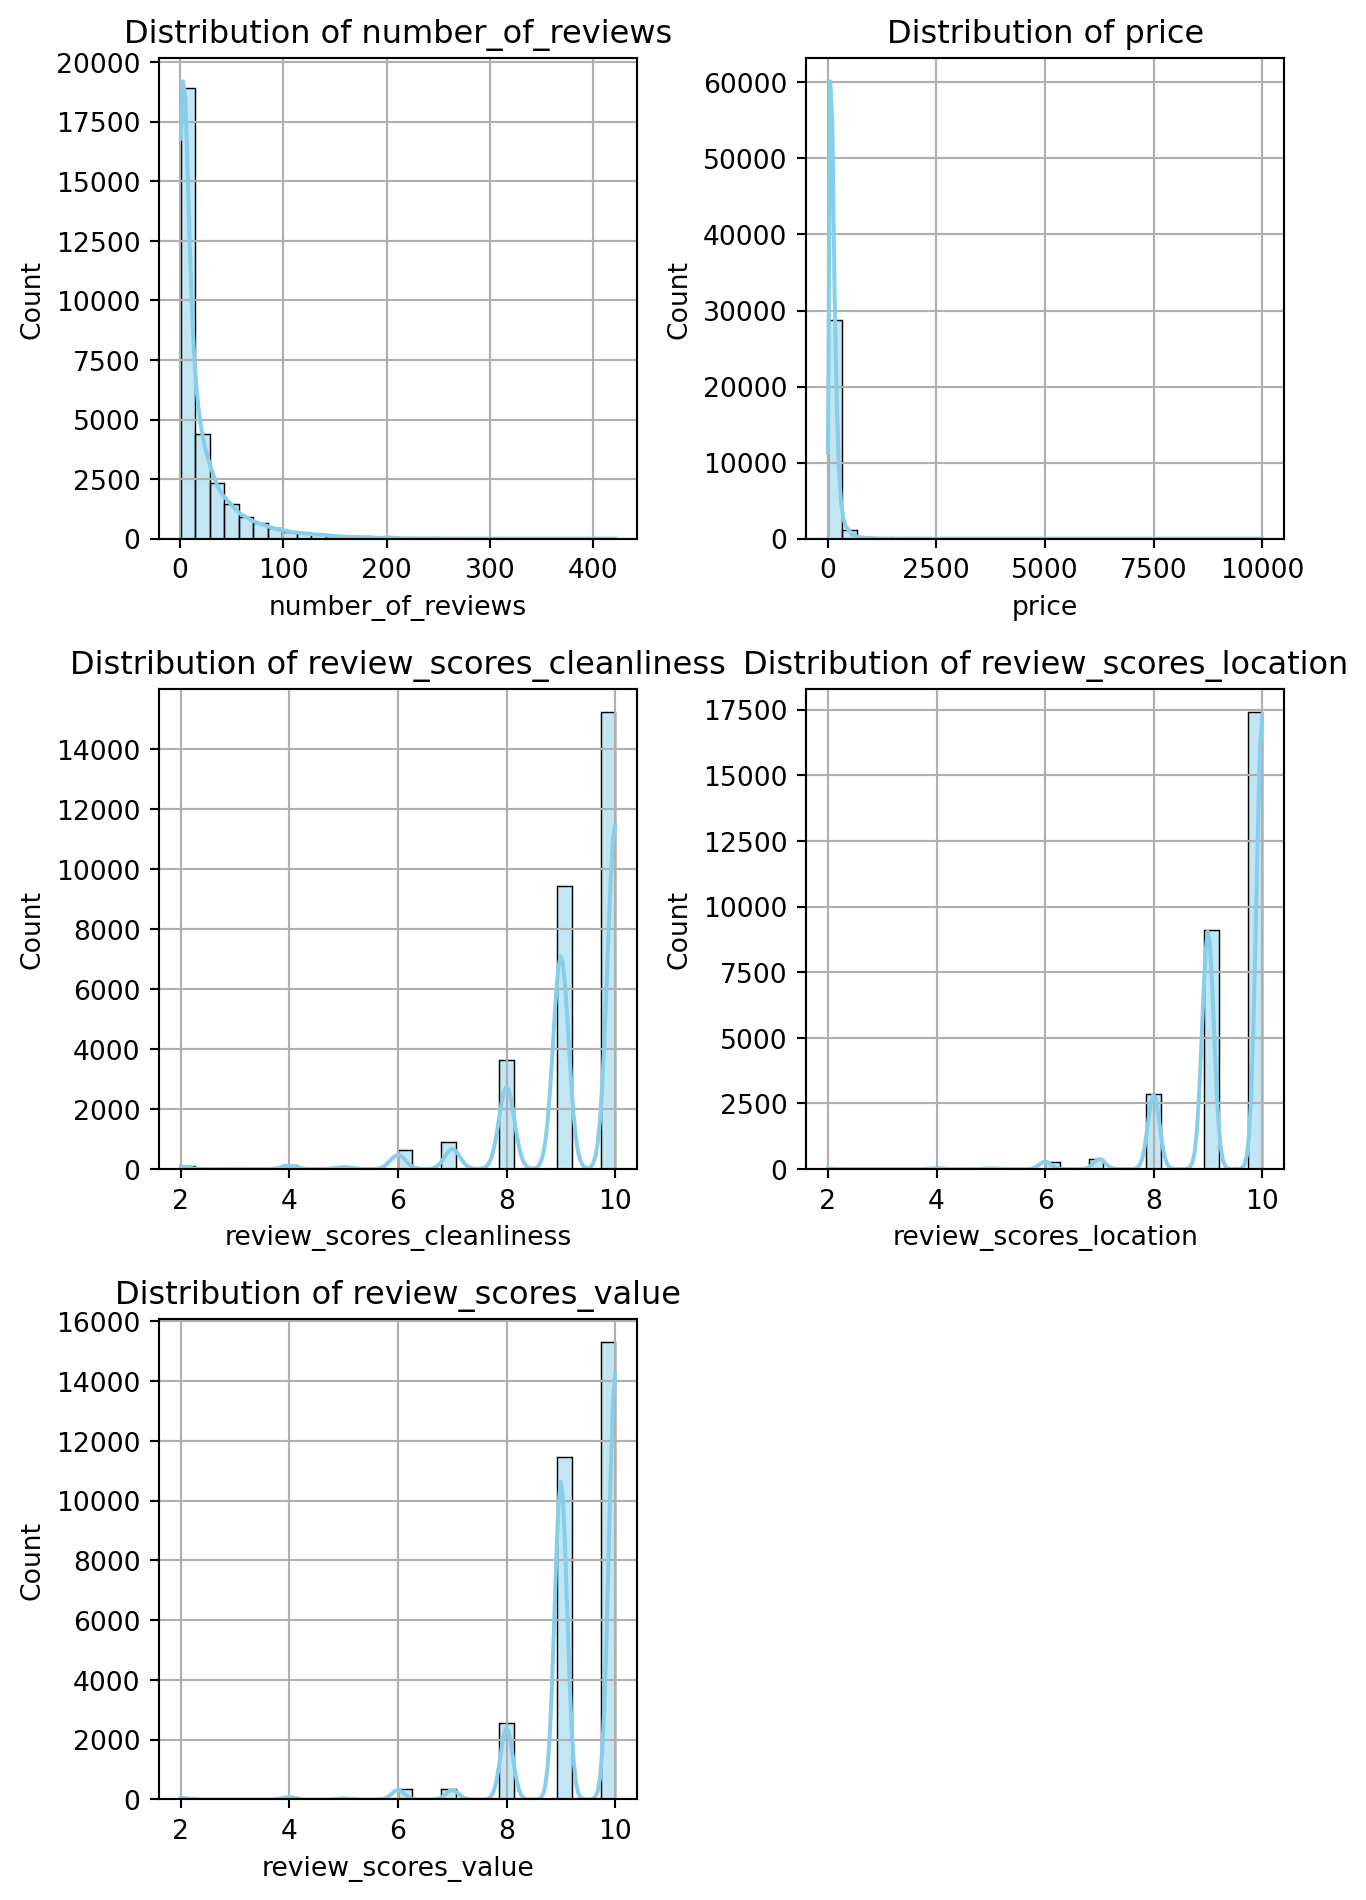 Distribution of number_of_reviews
20000
17500
15000
12500
10000
7500
5000
2500
0
Count
0 100 200 300 400
number_of_reviews
Distribution of price
60000
50000
40000
30000
20000
10000
0
Count
0 2500 5000 7500 10000
price
Distribution of review_scores_cleanliness
14000
12000
10000
8000
6000
4000
2000
0
Count
2 4 6 8 10
review_scores_cleanliness
Distribution of review_scores_location
17500
15000
12500
10000
7500
5000
2500
0
Count
2 4 6 8 10
review_scores_location
Distribution of review_scores_value
16000
14000
12000
10000
8000
6000
4000
2000
0
Count
2 4 6 8 10
review_scores_value